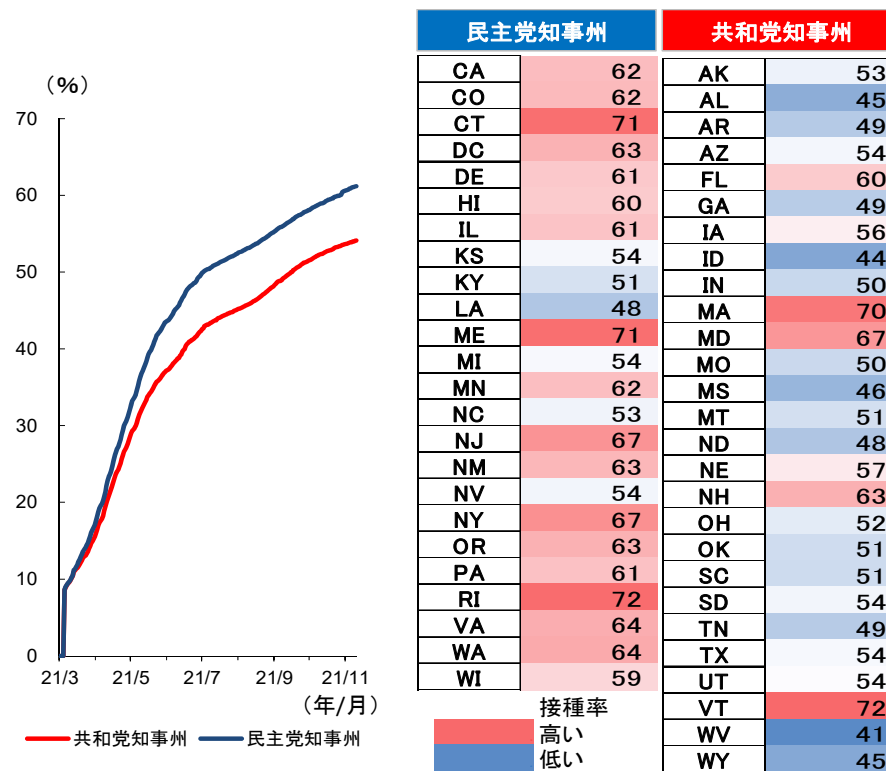 （%）
70
60
50
40
30
20
10
0
21/3 21/5 21/7 21/9 21/11
（年/月）
共和党知事州 民主党知事州
民主党知事州
CA 62
CO 62
CT 71
DC 63
DE 61
HI 60
IL 61
KS 54
KY 51
LA 48
ME 71
MI 54
MN 62
NC 53
NJ 67
NM 63
NV 54
NY 67
OR 63
PA 61
RI 72
VA 64
WA 64
WI 59
接種率
高い
低い
共和党知事州
AK 53
AL 45
AR 49
AZ 54
FL 60
GA 49
IA 56
ID 44
IN 50
MA 70
MD 67
MO 50
MS 46
MT 51
ND 48
NE 57
NH 63
OH 52
OK 51
SC 51
SD 54
TN 49
TX 54
UT 54
VT 72
WV 41
WY 45